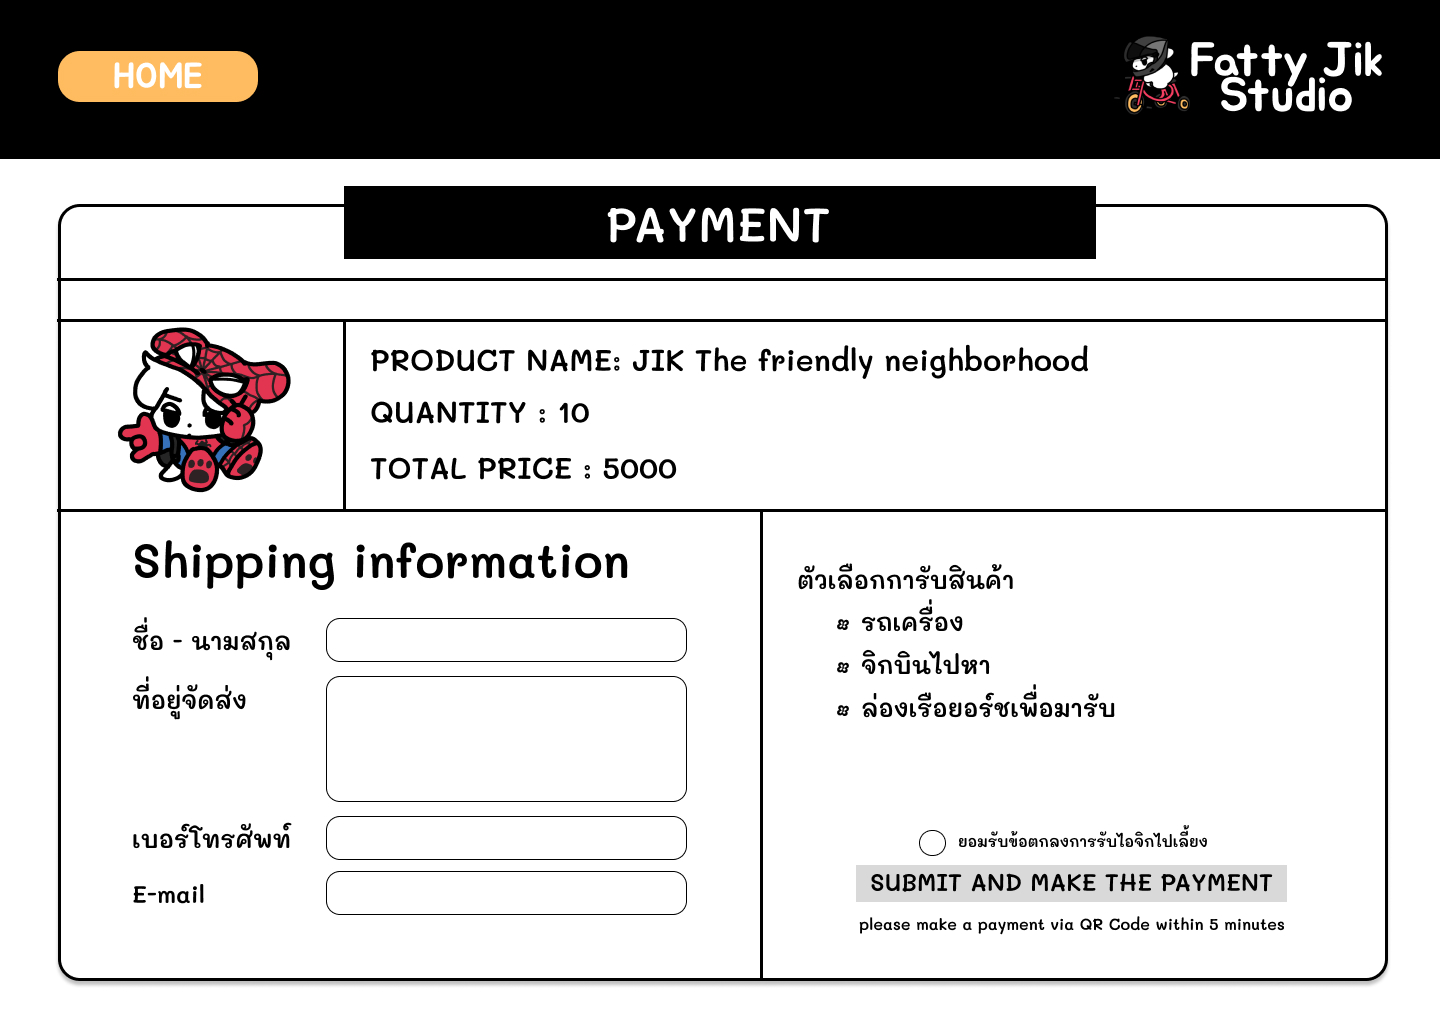 HOME
Fatty Jik
Studio
PAYMENT
PRODUCT NAME: JIK The friendly neighborhood
QUANTITY : 10
TOTAL PRICE : 5000
Shipping information
ชื่อ - นามสกุล
ที่อยู่จัดส่ง
เบอร์โทรศัพท์
E-mail
ตัวเลือกการับสินค้า
รถเครื่อง
จิกบินไปหา
ล่องเรือยอร์ชเพื่อมารับ
ยอมรับข้อตกลงการรับไอจิกไปเลี้ยง
SUBMIT AND MAKE THE PAYMENT
please make a payment via QR Code within 5 minutes